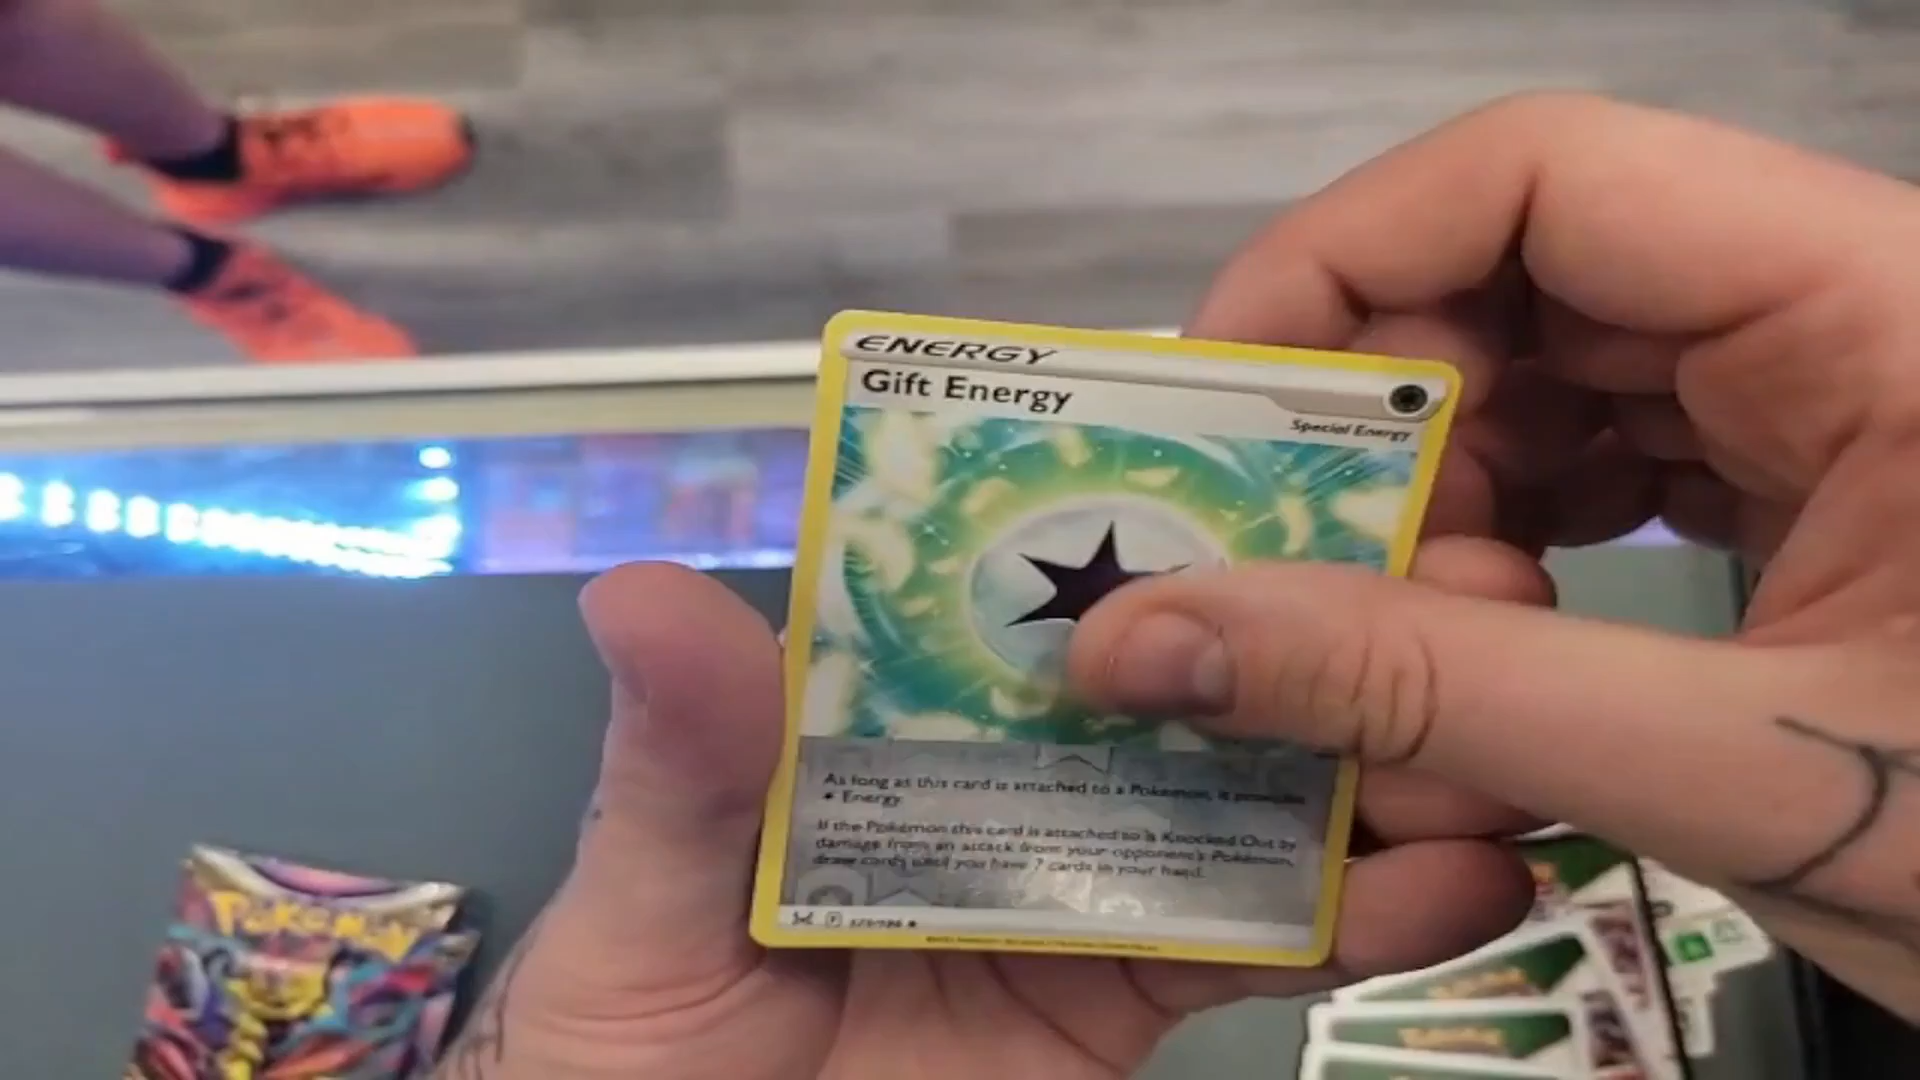 ENERGY
Gift Energy
Special Energy
As long as this card is attached to a Pokémon, it provides
Energy.
If the Pokémon this card is attached to is Knocked Out by
damage from an attack from your opponent's Pokémon,
draw cards until you have 7 cards in your hand.
POKÉMON